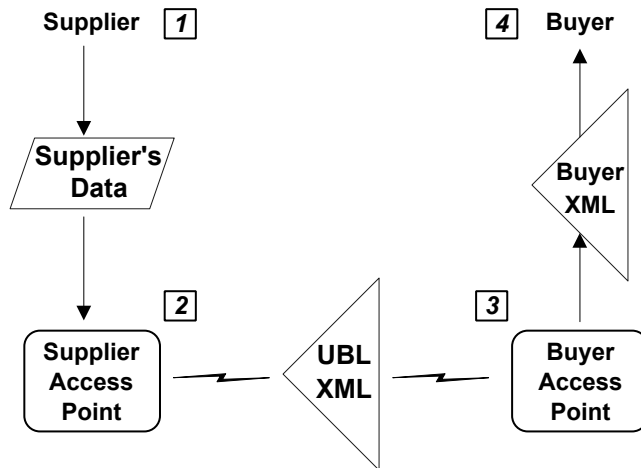 Supplier 1
4 Buyer
Supplier's
Data
Buyer
XML
2
3
Supplier
Access
Point
UBL
XML
Buyer
Access
Point